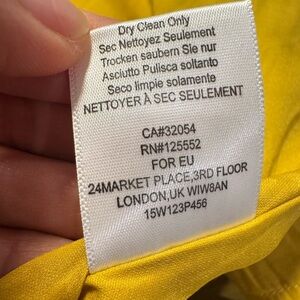 Dry Clean Only
Sec Nettoyez Seulement
Trocken saubern Sie nur
Asciutto Pulisca soltanto
Seco limpie solamente
NETTOYER À SEC SEULEMENT
CA#32054
RN#125552
FOR EU
24MARKET PLACE,3RD FLOOR
LONDON,UK WIW8AN
15W123P456